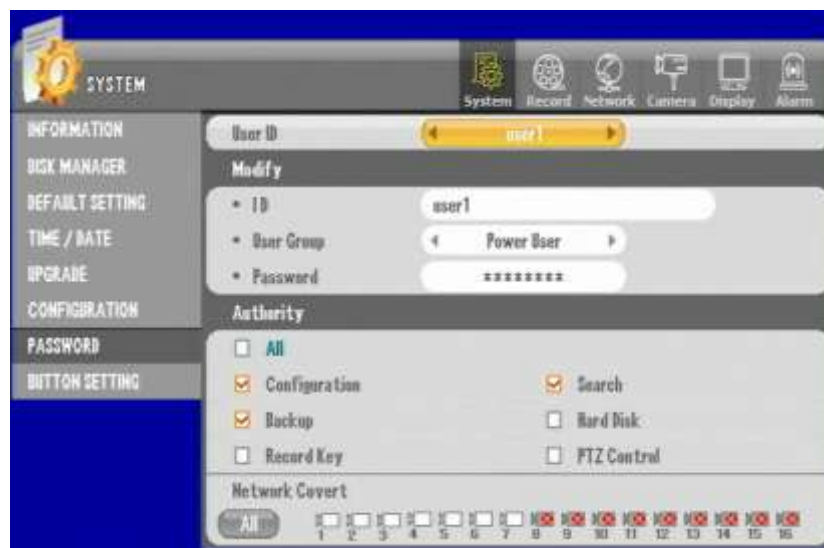 SYSTEM
System Record Network Camera Display Alarm
INFORMATION
DISK MANAGER
DEFAULT SETTING
TIME / DATE
UPGRADE
CONFIGURATION
PASSWORD
BUTTON SETTING
User ID user1
Modify
• ID user1
• User Group Power User
• Password ********
Authority
All
Configuration Search
Backup Hard Disk
Record Key PTZ Control
Network Covert
All 1 2 3 4 5 6 7 8 9 10 11 12 13 14 15 16